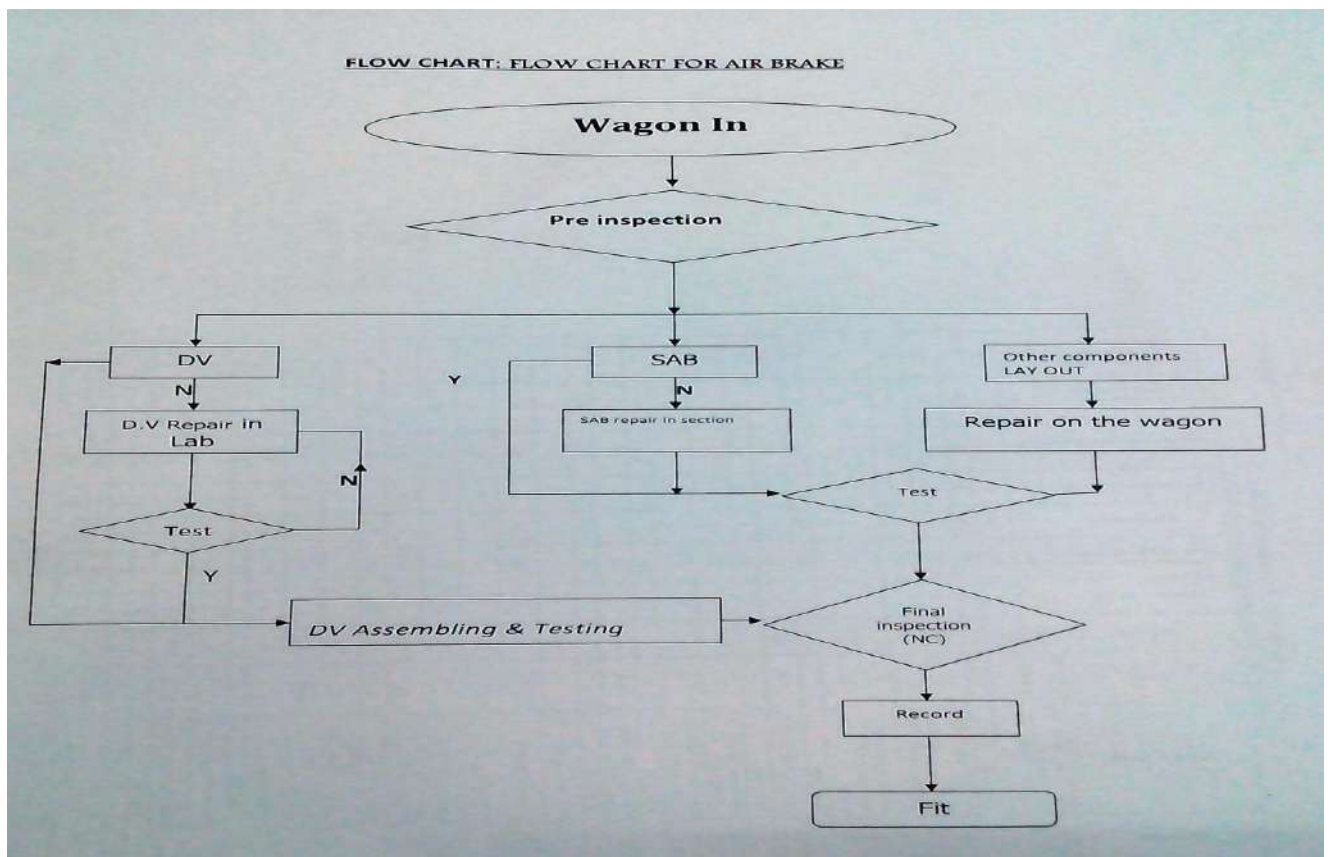 FLOW CHART: FLOW CHART FOR AIR BRAKE
Wagon In
Pre inspection
DV
Y
SAB
Other components
LAY OUT
N
N
D.V Repair in
Lab
SAB repair in section
Repair on the wagon
N
Test
Test
Y
DV Assembling & Testing
Final
inspection
(NC)
Record
Fit